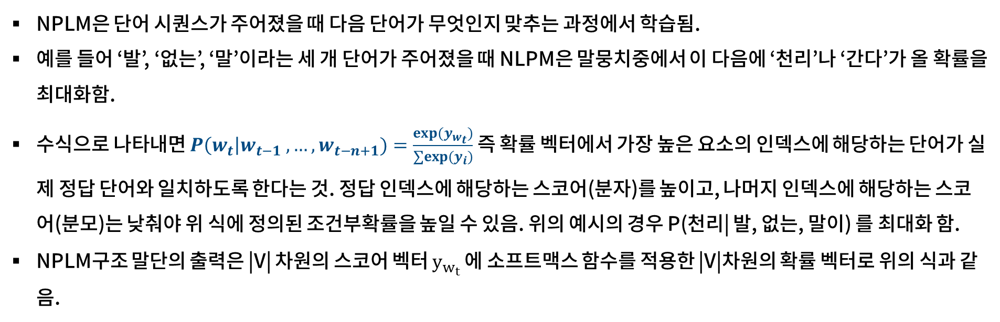 ▪ NPLM은 단어 시퀀스가 주어졌을 때 다음 단어가 무엇인지 맞추는 과정에서 학습됨.
▪ 예를 들어 ‘발’, ‘없는’, ‘말’이라는 세 개 단어가 주어졌을 때 NLPM은 말뭉치중에서 이 다음에 ‘천리’나 ‘간다’가 올 확률을
최대화함.
▪ 수식으로 나타내면 $P(w_t|w_{t-1},...,w_{t-n+1}) = \frac{\exp(y_{w_t})}{\sum \exp(y_i)}$ 즉 확률 벡터에서 가장 높은 요소의 인덱스에 해당하는 단어가 실
제 정답 단어와 일치하도록 한다는 것. 정답 인덱스에 해당하는 스코어(분자)를 높이고, 나머지 인덱스에 해당하는 스코
어(분모)는 낮춰야 위 식에 정의된 조건부확률을 높일 수 있음. 위의 예시의 경우 P(천리| 발, 없는, 말이) 를 최대화 함.
▪ NPLM구조 말단의 출력은 |V| 차원의 스코어 벡터 $y_{w_t}$ 에 소프트맥스 함수를 적용한 |V|차원의 확률 벡터로 위의 식과 같
음.